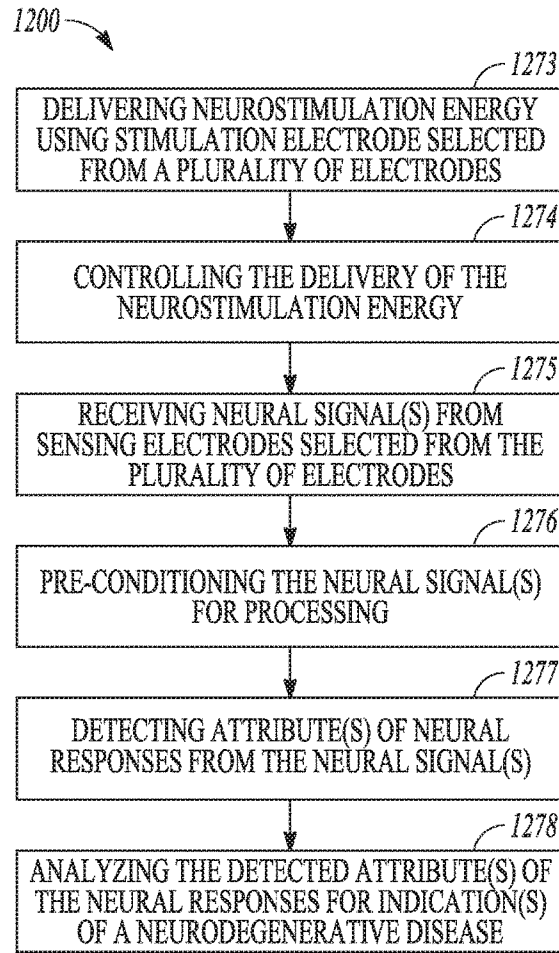 1200
1273
DELIVERING NEUROSTIMULATION ENERGY
USING STIMULATION ELECTRODE SELECTED
FROM A PLURALITY OF ELECTRODES
1274
CONTROLLING THE DELIVERY OF THE
NEUROSTIMULATION ENERGY
1275
RECEIVING NEURAL SIGNAL(S) FROM
SENSING ELECTRODES SELECTED FROM THE
PLURALITY OF ELECTRODES
1276
PRE-CONDITIONING THE NEURAL SIGNAL(S)
FOR PROCESSING
1277
DETECTING ATTRIBUTE(S) OF NEURAL
RESPONSES FROM THE NEURAL SIGNAL(S)
1278
ANALYZING THE DETECTED ATTRIBUTE(S) OF
THE NEURAL RESPONSES FOR INDICATION(S)
OF A NEURODEGENERATIVE DISEASE